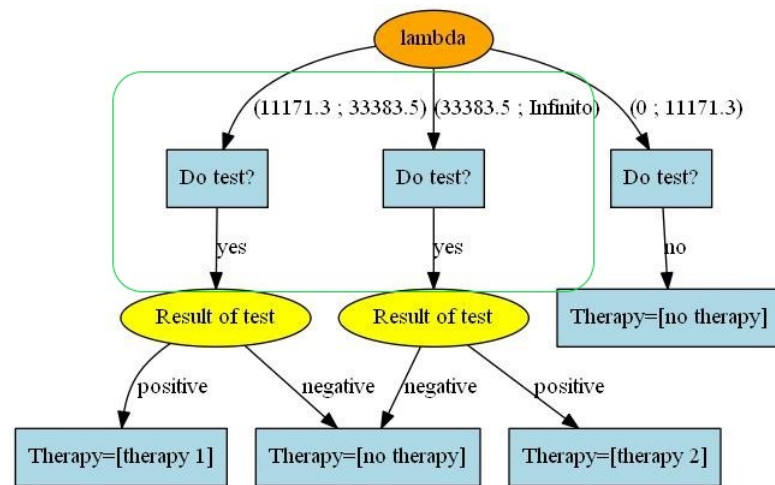 lambda
(11171.3 ; 33383.5) (33383.5 ; Infinito) (0 ; 11171.3)
Do test? Do test? Do test?
yes yes no
Result of test Result of test Therapy=[no therapy]
positive negative negative positive
Therapy=[therapy 1] Therapy=[no therapy] Therapy=[therapy 2]